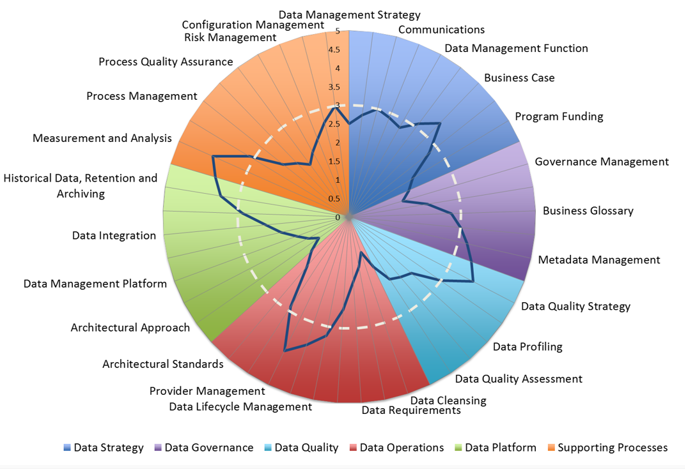 Data Management Strategy
Communications
Data Management Function
Business Case
Program Funding
Governance Management
Business Glossary
Metadata Management
Data Quality Strategy
Data Profiling
Data Quality Assessment
Data Cleansing
Data Requirements
Data Lifecycle Management
Provider Management
Architectural Standards
Architectural Approach
Data Management Platform
Data Integration
Historical Data, Retention and
Archiving
Measurement and Analysis
Process Management
Process Quality Assurance
Risk Management
Configuration Management
5
4.5
4
3.5
3
2.5
2
1.5
1
0.5
0
Data Strategy
Data Governance
Data Quality
Data Operations
Data Platform
Supporting Processes